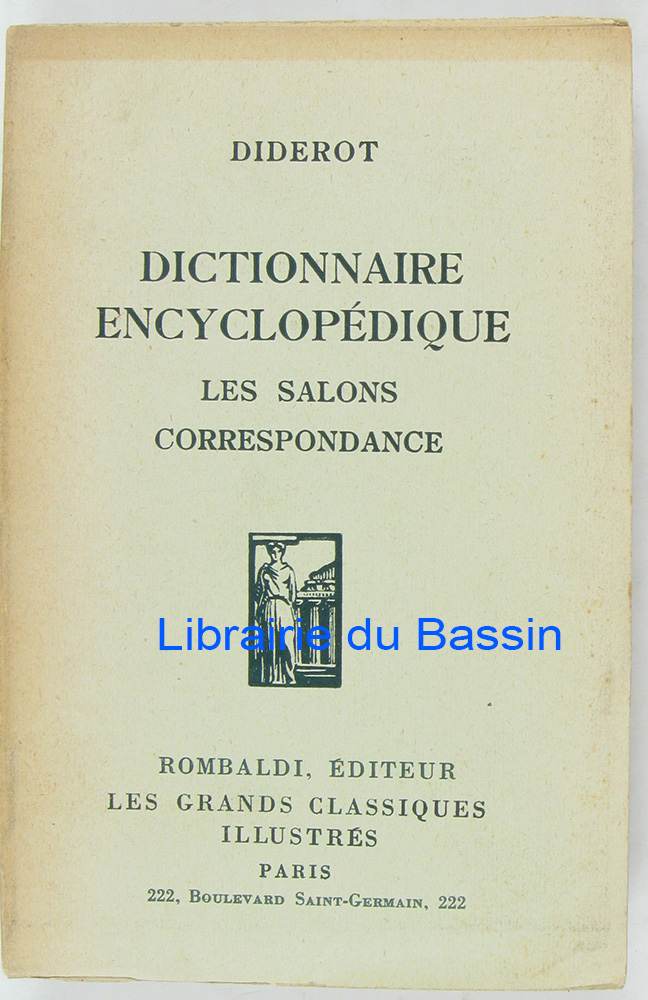 DIDEROT
DICTIONNAIRE
ENCYCLOPÉDIQUE
LES SALONS
CORRESPONDANCE
Librairie du Bassin
ROMBALDI, ÉDITEUR
LES GRANDS CLASSIQUES
ILLUSTRÉS
PARIS
222, BOULEVARD SAINT-GERMAIN, 222